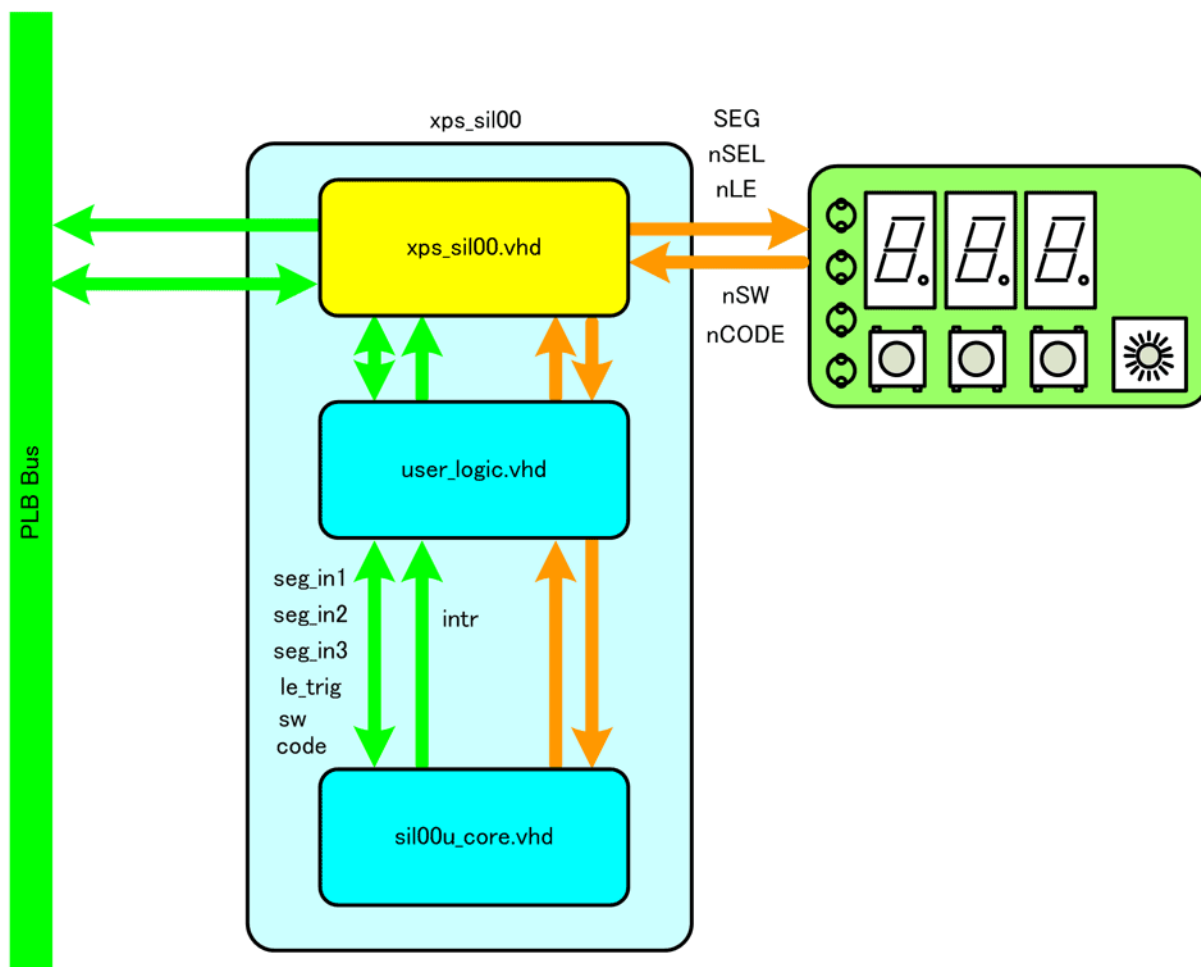 xps_sil00
SEG
nSEL
nLE
xps_sil00.vhd
nSW
nCODE
user_logic.vhd
PLB Bus
seg_in1
seg_in2
seg_in3
le_trig
sw
code
intr
sil00u_core.vhd